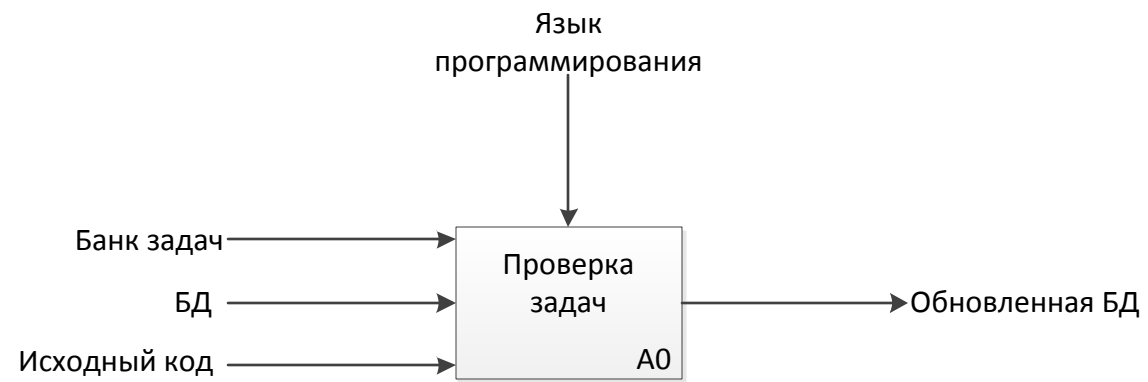 Язык
программирования
Банк задач
БД
Исходный код
Проверка
задач
A0
Обновленная БД